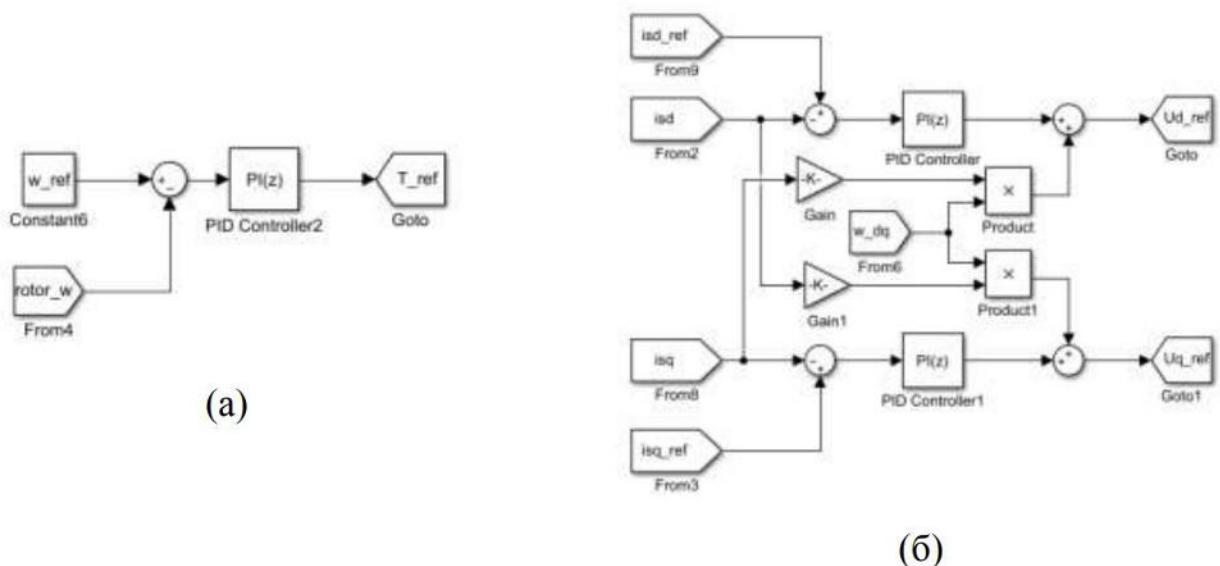 w_ref
Constant6
+
-
PI(z)
PID Controller2
T_ref
Goto
rotor_w
From4
(а)
isd_ref
From9
isd
From2
-
+
PI(z)
PID Controller
+
+
Ud_ref
Goto
-K-
Gain
×
Product
w_dq
From6
-K-
Gain1
×
Product1
isq
From8
-
+
PI(z)
PID Controller1
+
+
Uq_ref
Goto1
isq_ref
From3
(б)